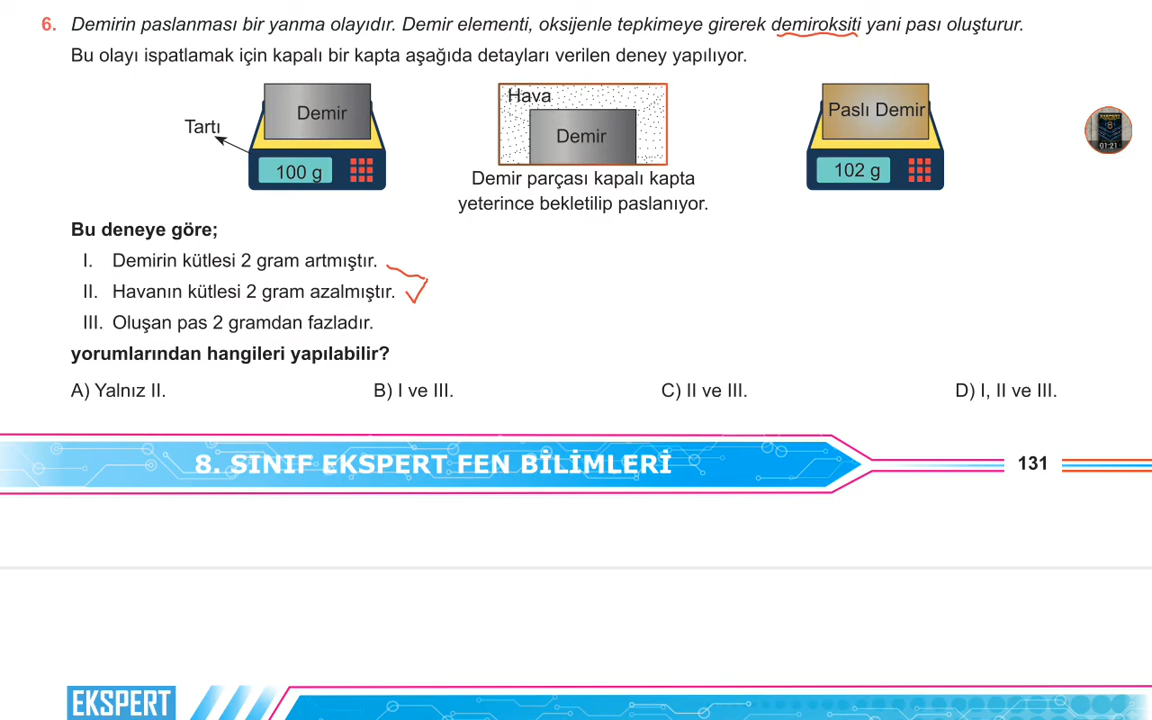 6. Demirin paslanması bir yanma olayıdır. Demir elementi, oksijenle tepkimeye girerek demiroksiti yani pası oluşturur.
Bu olayı ispatlamak için kapalı bir kapta aşağıda detayları verilen deney yapılıyor.
Tartı
Demir
100 g
Hava
Demir
Demir parçası kapalı kapta
yeterince bekletilip paslanıyor.
Paslı Demir
102 g
01:21
Bu deneye göre;
I. Demirin kütlesi 2 gram artmıştır.
II. Havanın kütlesi 2 gram azalmıştır.
III. Oluşan pas 2 gramdan fazladır.
yorumlarından hangileri yapılabilir?
A) Yalnız II. B) I ve III. C) II ve III. D) I, II ve III.
8. SINIF EKSPERT FEN BİLİMLERİ
131
EKSPERT